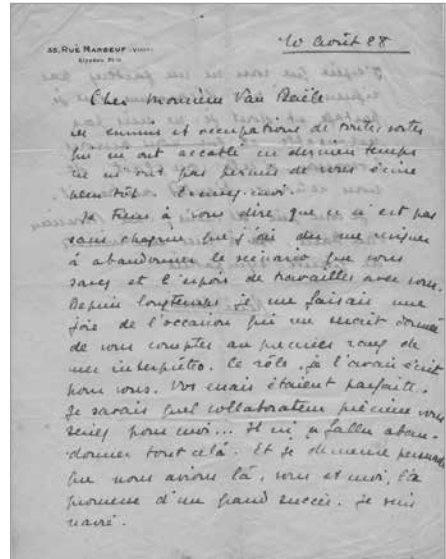 55, RUE MARBEUF (VIIIe)
10 Août 28
Cher Monsieur Van Daële
les ennuis et occupations de toutes sortes
qui m'ont accablé ces derniers temps
ne m'ont pas permis de vous écrire
plus tôt. Excusez-moi.
Je tiens à vous dire que ce n'est pas
sans chagrin que j'ai dû me résigner
à abandonner le scénario que vous
savez et l'espoir de travailler avec vous.
Depuis longtemps je me faisais une
joie de l'occasion qui me serait donnée
de vous compter au premier rang de
mes interprètes. Ce rôle, je l'avais écrit
pour vous. Vos essais étaient parfaits.
Je savais quel collaborateur précieux vous
seriez pour moi... Il m'a fallu aban-
donner tout cela. Et je demeure persuadé
que nous avions là, vous et moi, la
promesse d'un grand succès. Je suis
navré.